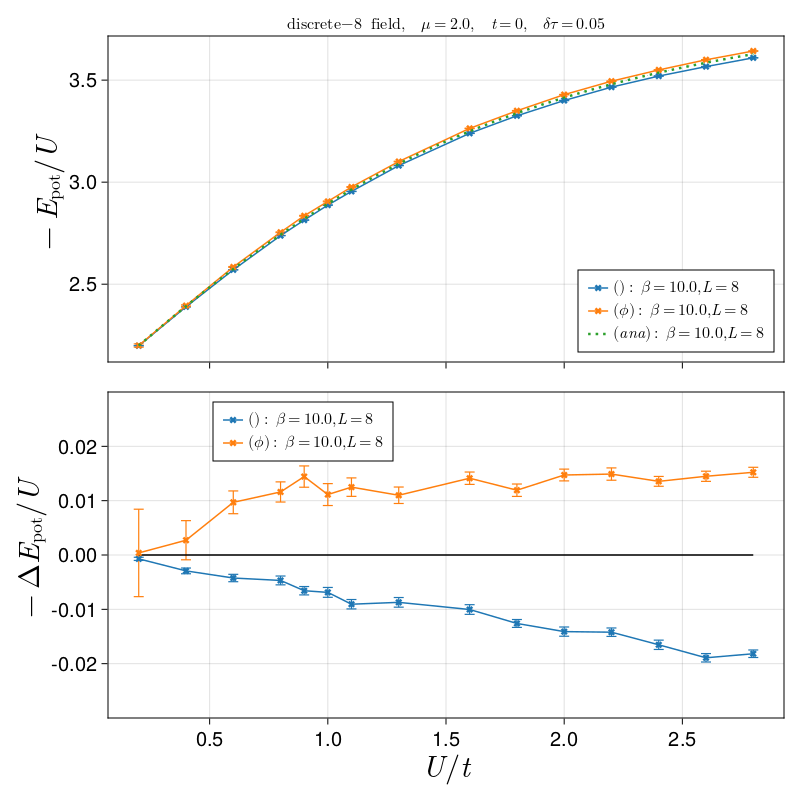 discrete−8 field, μ = 2.0, t = 0, δτ = 0.05
− E_pot / U
3.5
3.0
2.5
() : β = 10.0, L = 8
(ϕ) : β = 10.0, L = 8
(ana) : β = 10.0, L = 8
− Δ E_pot / U
() : β = 10.0, L = 8
(ϕ) : β = 10.0, L = 8
0.02
0.01
0.00
-0.01
-0.02
0.5 1.0 1.5 2.0 2.5
U/t